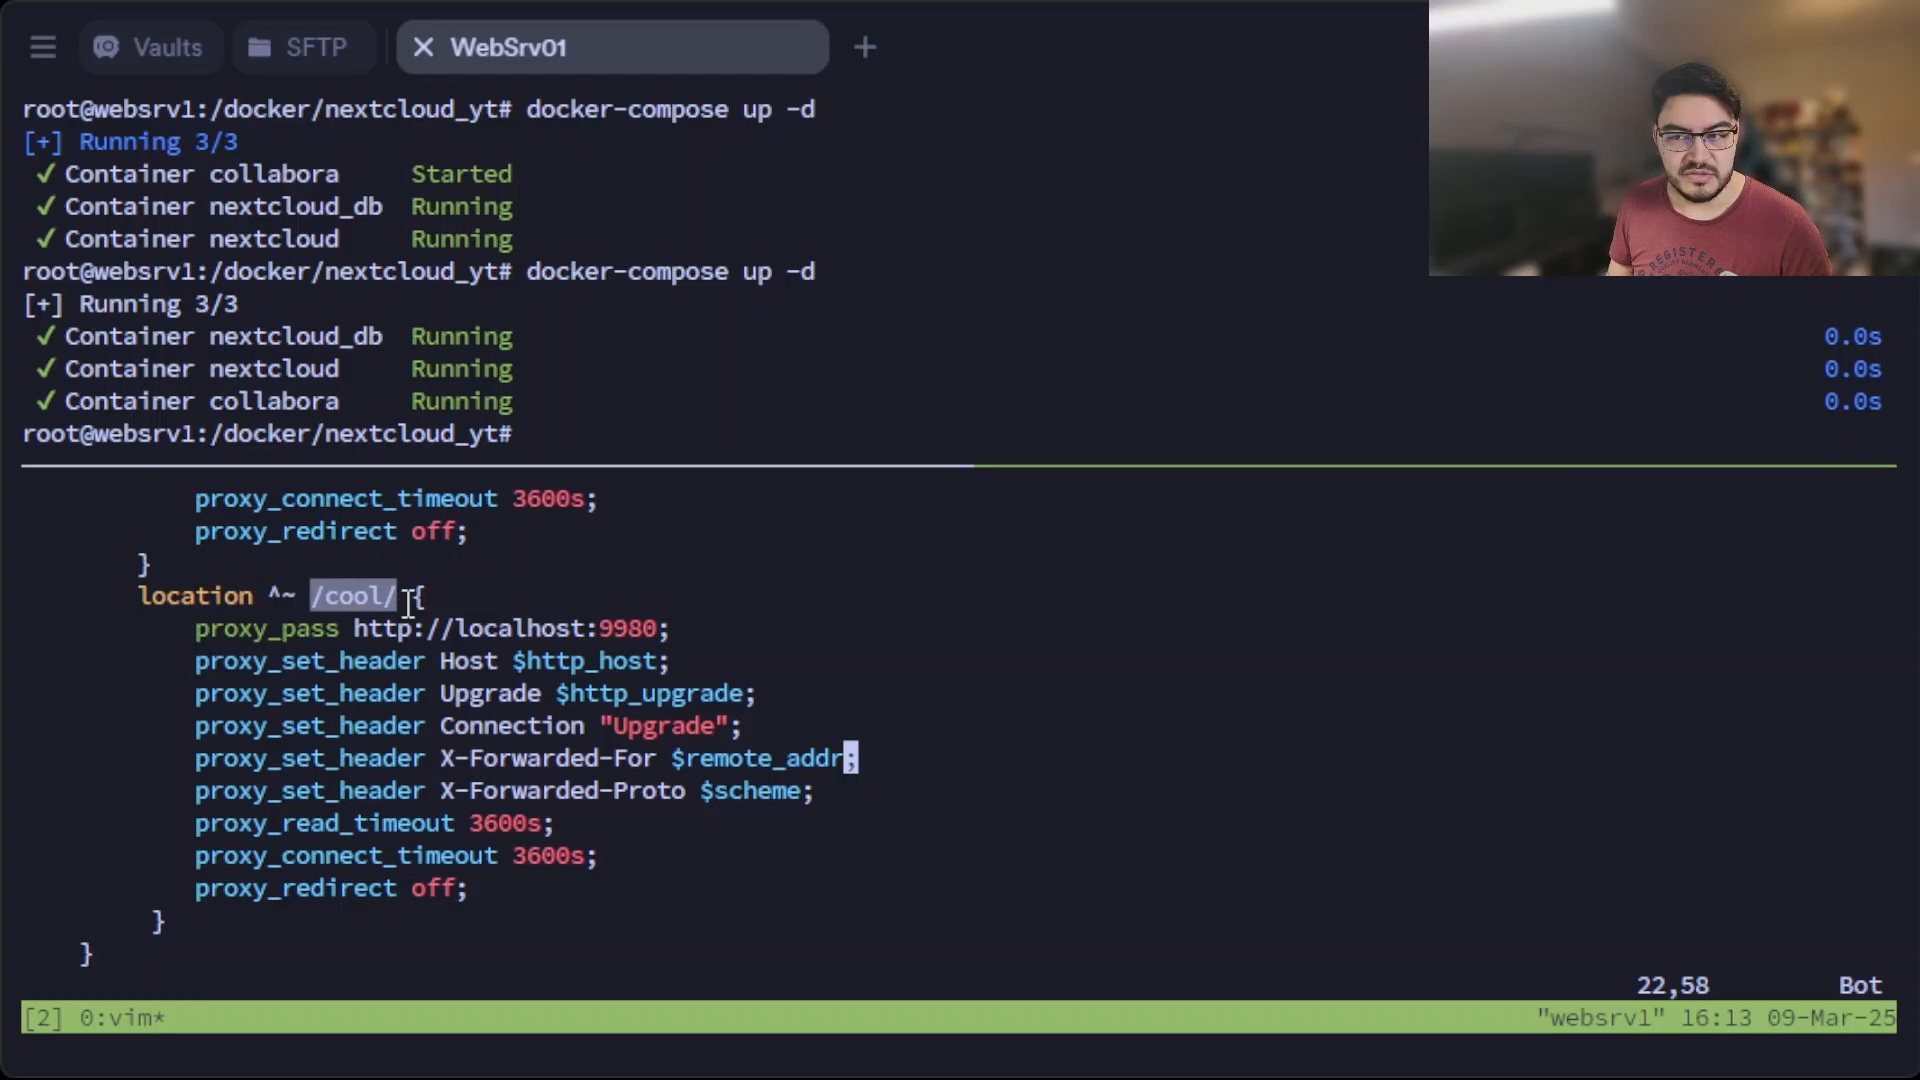 Vaults SFTP WebSrv01
root@websrv1:/docker/nextcloud_yt# docker-compose up -d
[+] Running 3/3
✓ Container collabora Started
✓ Container nextcloud_db Running
✓ Container nextcloud Running
root@websrv1:/docker/nextcloud_yt# docker-compose up -d
[+] Running 3/3
✓ Container nextcloud_db Running 0.0s
✓ Container nextcloud Running 0.0s
✓ Container collabora Running 0.0s
root@websrv1:/docker/nextcloud_yt#
proxy_connect_timeout 3600s;
proxy_redirect off;
}
location ^~ /cool/ {
proxy_pass http://localhost:9980;
proxy_set_header Host $http_host;
proxy_set_header Upgrade $http_upgrade;
proxy_set_header Connection "Upgrade";
proxy_set_header X-Forwarded-For $remote_addr;
proxy_set_header X-Forwarded-Proto $scheme;
proxy_read_timeout 3600s;
proxy_connect_timeout 3600s;
proxy_redirect off;
}
}
22,58 Bot
[2] 0:vim* "websrv1" 16:13 09-Mar-25
REGISTERE